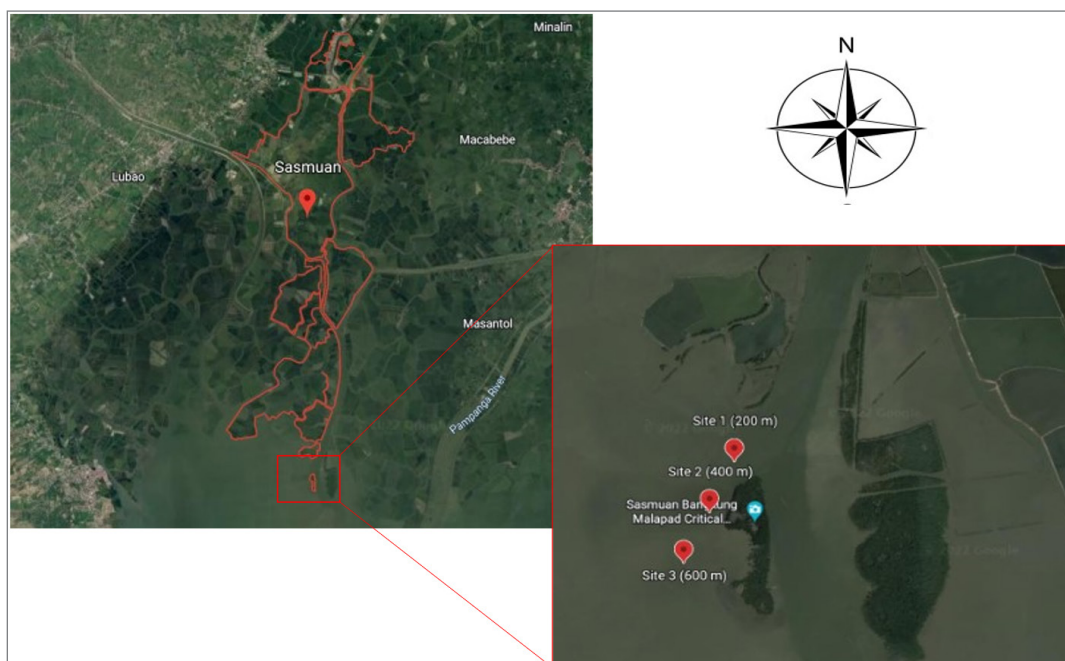 Minalin
N
Macabebe
Sasmuan
Lubao
Masantol
Pampanga River
Site 1 (200 m)
Site 2 (400 m)
Sasmuan Bangkung
Malapad Critical...
Site 3 (600 m)